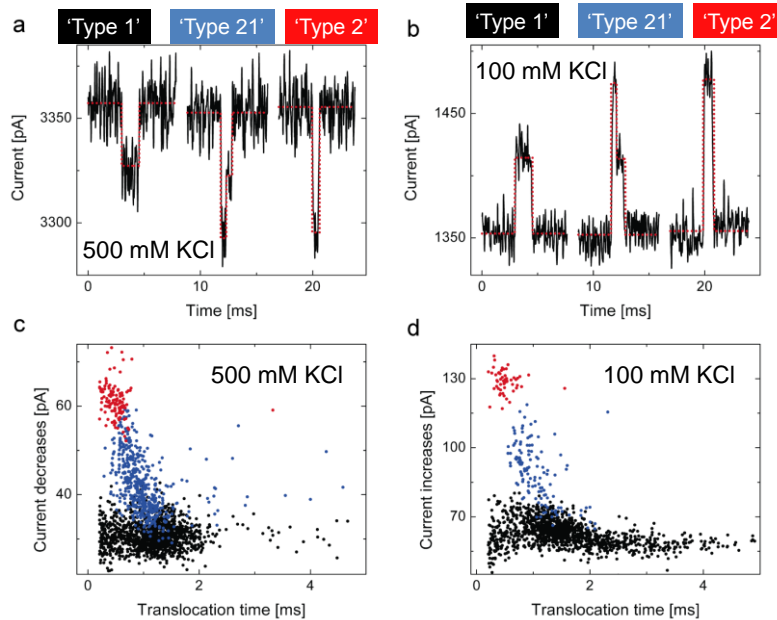 a
'Type 1' 'Type 21' 'Type 2'
3350
3300
Current [pA]
500 mM KCl
0 10 20
Time [ms]
b
'Type 1' 'Type 21' 'Type 2'
100 mM KCl
1450
1350
Current [pA]
0 10 20
Time [ms]
c
500 mM KCl
60
40
Current decreases [pA]
0 2 4
Translocation time [ms]
d
100 mM KCl
130
100
70
Current increases [pA]
0 2 4
Translocation time [ms]